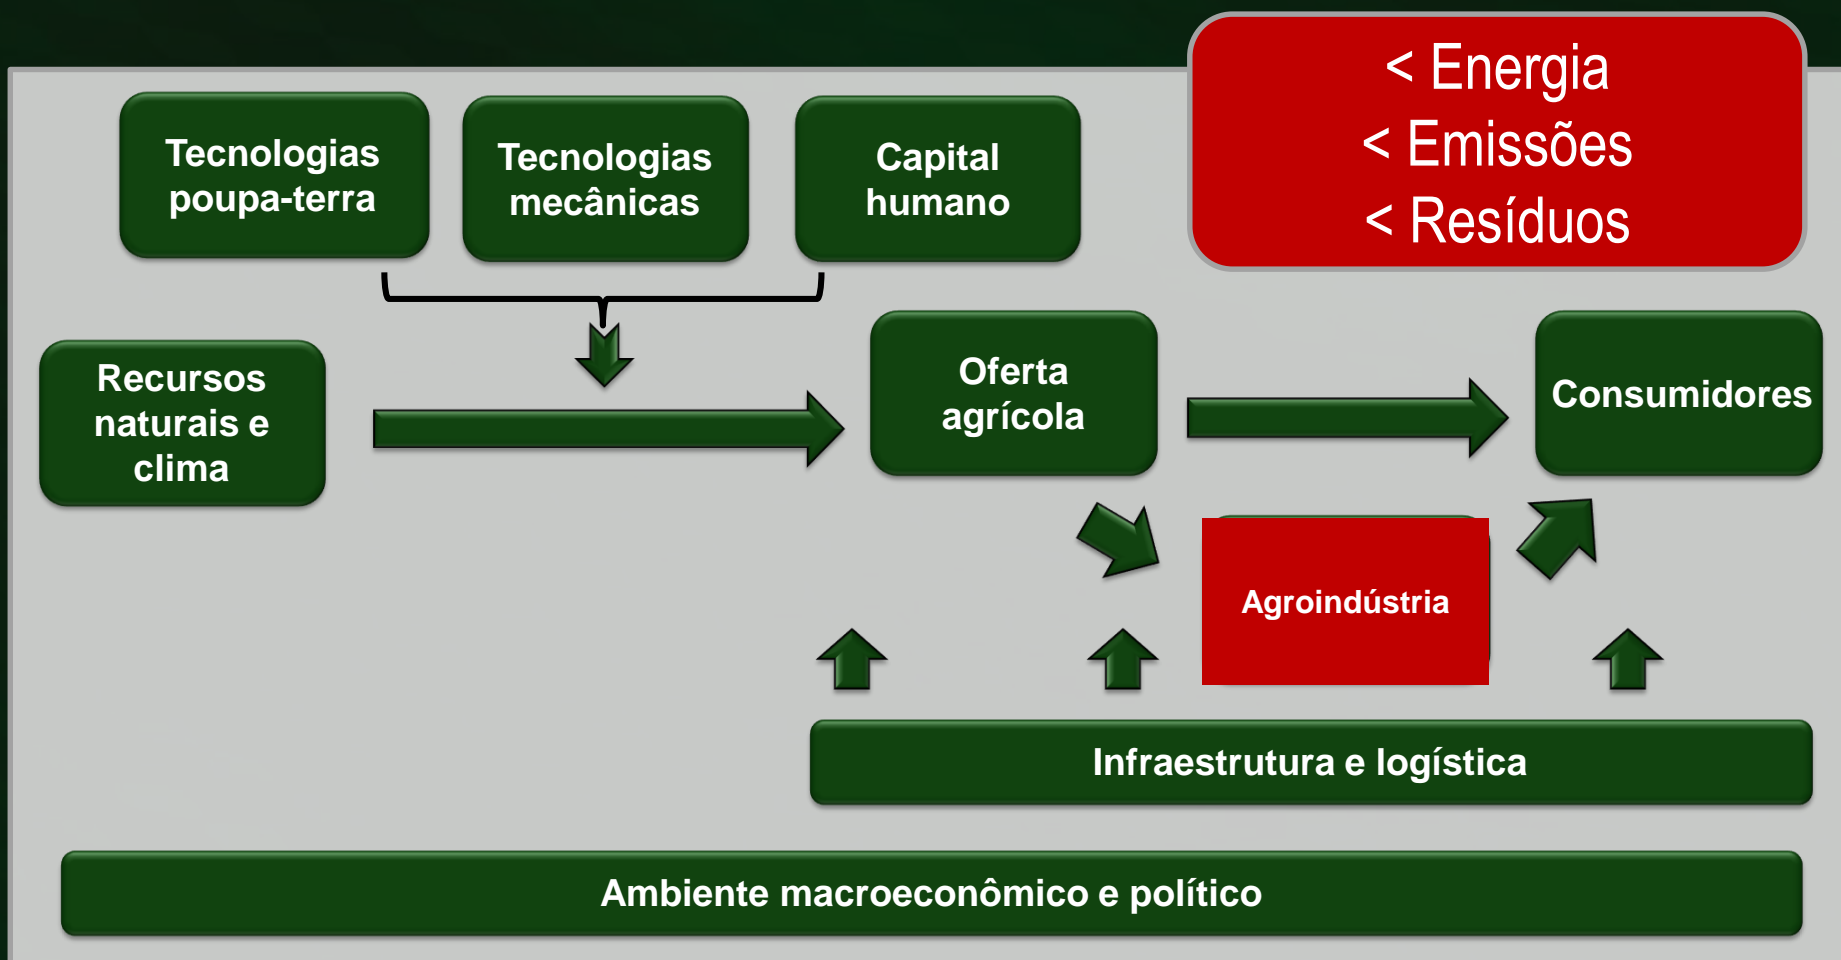 < Energia
< Emissões
< Resíduos
Tecnologias
poupa-terra
Tecnologias
mecânicas
Capital
humano
Recursos
naturais e
clima
Oferta
agrícola
Consumidores
Agroindústria
Infraestrutura e logística
Ambiente macroeconômico e político